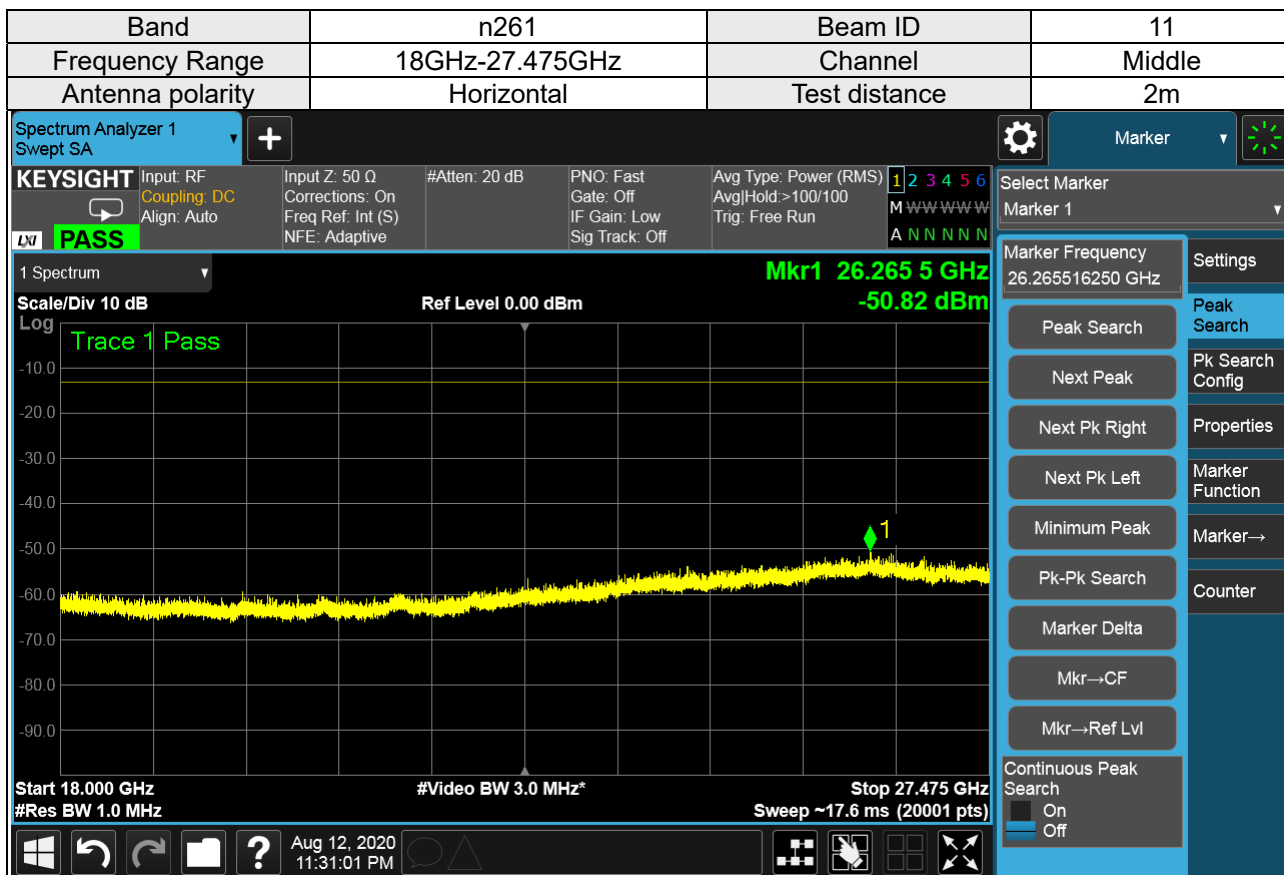 Band n261 Beam ID 11
Frequency Range 18GHz-27.475GHz Channel Middle
Antenna polarity Horizontal Test distance 2m
Spectrum Analyzer 1
Swept SA
Marker
KEYSIGHT
LXI PASS
Input: RF
Coupling: DC
Align: Auto
Input Z: 50 Ω
Corrections: On
Freq Ref: Int (S)
NFE: Adaptive
#Atten: 20 dB
PNO: Fast
Gate: Off
IF Gain: Low
Sig Track: Off
Avg Type: Power (RMS)
Avg|Hold:>100/100
Trig: Free Run
1 2 3 4 5 6
M W W W W W
A N N N N N
Select Marker
Marker 1
1 Spectrum
Mkr1 26.265 5 GHz
Scale/Div 10 dB Ref Level 0.00 dBm -50.82 dBm
Log
Trace 1 Pass
-10.0
-20.0
-30.0
-40.0
-50.0
-60.0
-70.0
-80.0
-90.0
1
Start 18.000 GHz #Video BW 3.0 MHz* Stop 27.475 GHz
#Res BW 1.0 MHz Sweep ~17.6 ms (20001 pts)
Marker Frequency
26.265516250 GHz
Peak Search
Next Peak
Next Pk Right
Next Pk Left
Minimum Peak
Pk-Pk Search
Marker Delta
Mkr→CF
Mkr→Ref Lvl
Continuous Peak
Search
On
Off
Settings
Peak
Search
Pk Search
Config
Properties
Marker
Function
Marker→
Counter
?
Aug 12, 2020
11:31:01 PM